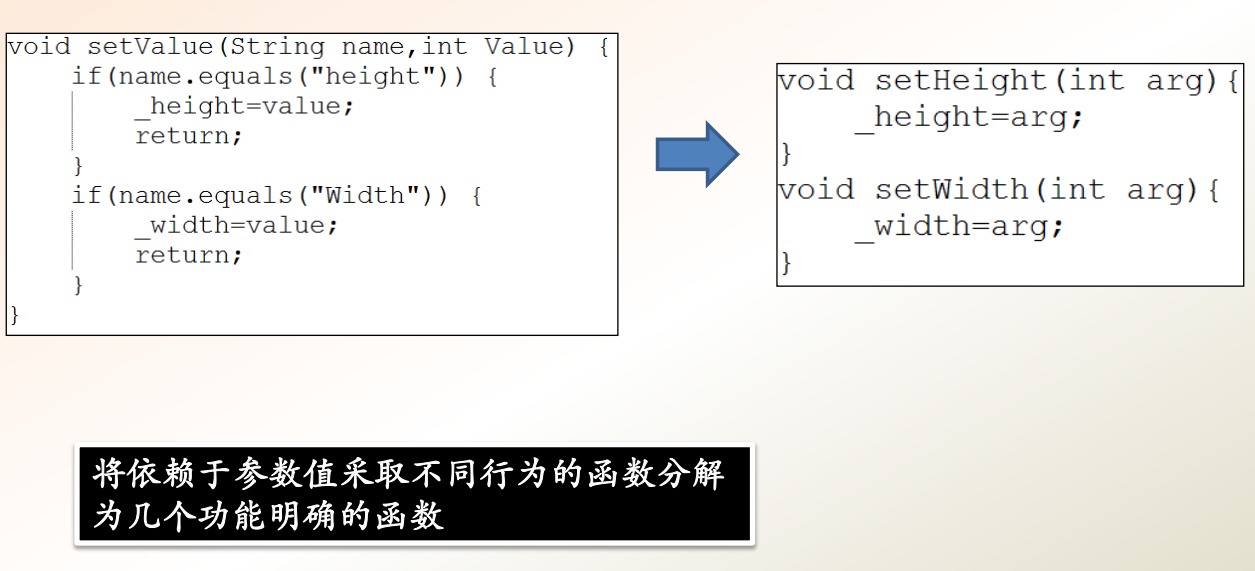 void setValue(String name,int Value) {
if(name.equals("height")) {
_height=value;
return;
}
if(name.equals("Width")) {
_width=value;
return;
}
}
void setHeight(int arg){
_height=arg;
}
void setWidth(int arg){
_width=arg;
}
将依赖于参数值采取不同行为的函数分解
为几个功能明确的函数